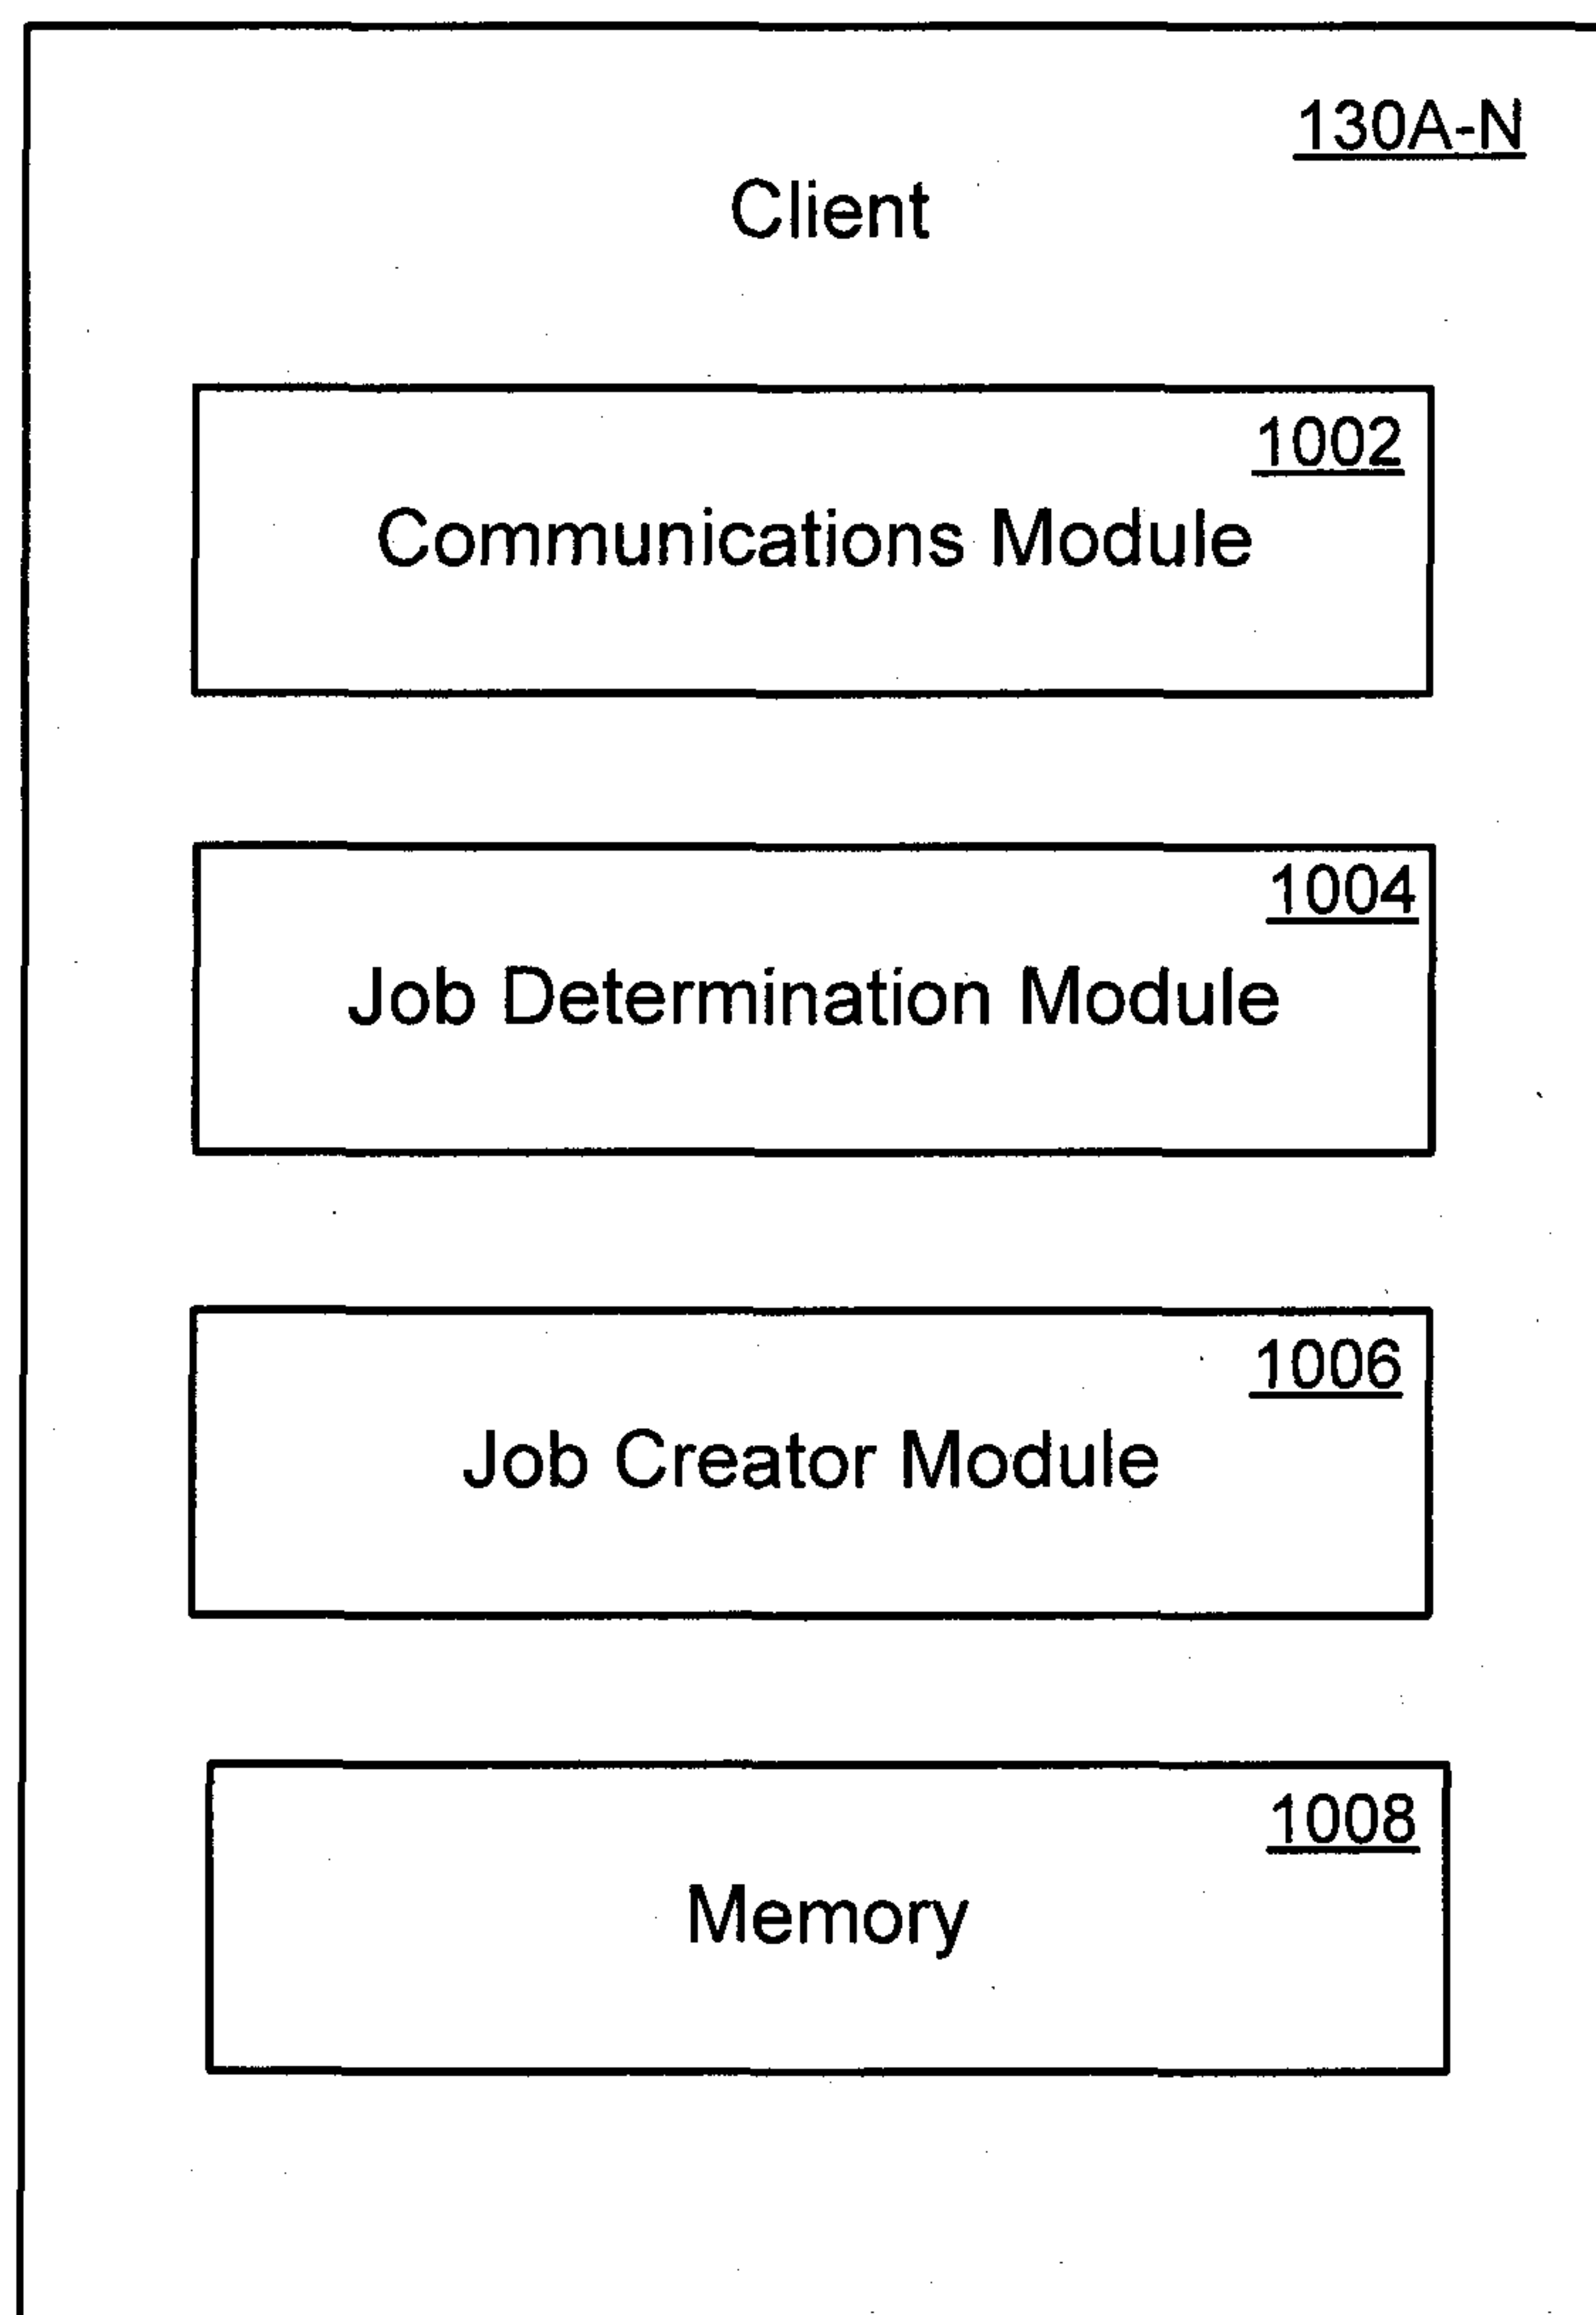 130A-N
Client
1002
Communications Module
1004
Job Determination Module
1006
Job Creator Module
1008
Memory